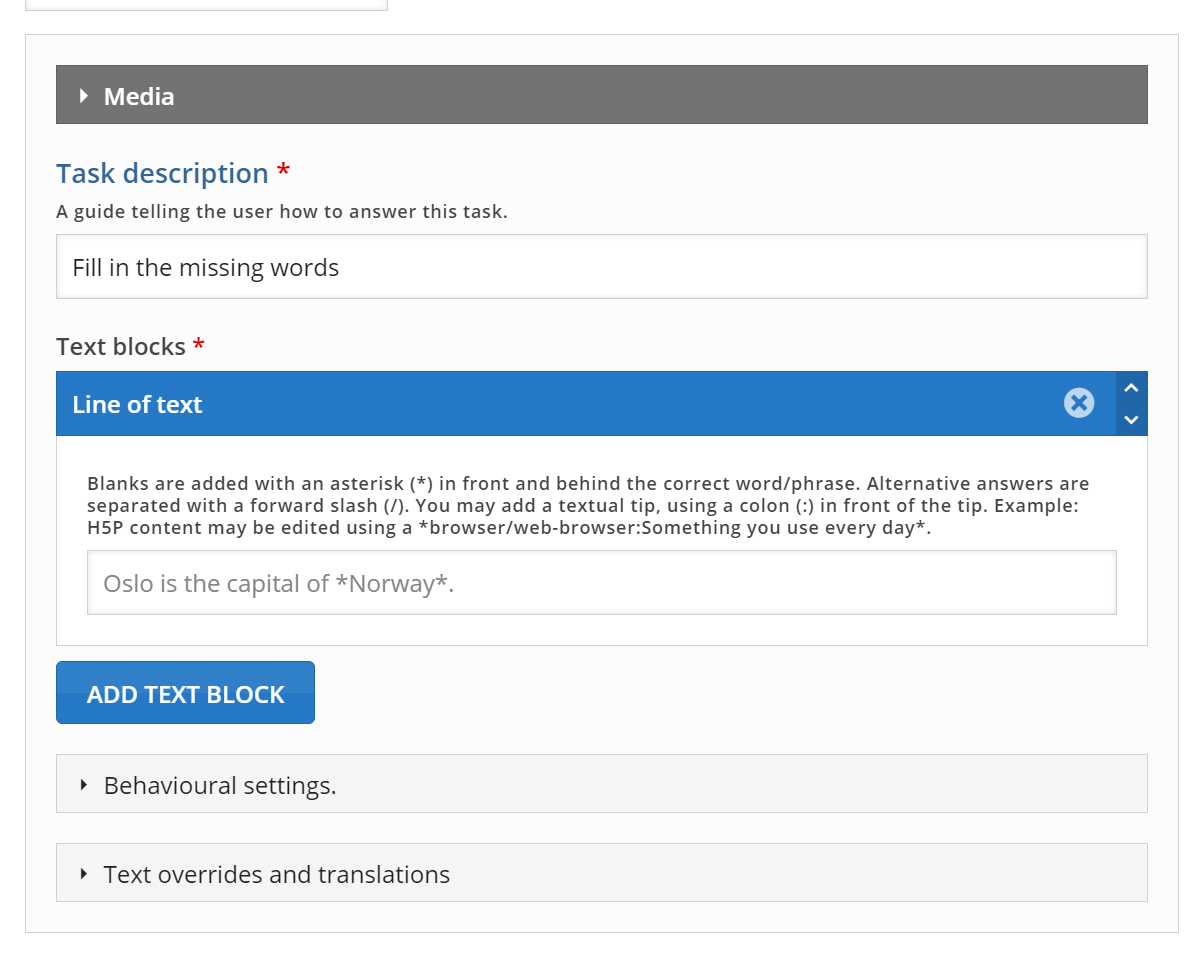 Media
Task description *
A guide telling the user how to answer this task.
Fill in the missing words
Text blocks *
Line of text
Blanks are added with an asterisk (*) in front and behind the correct word/phrase. Alternative answers are
separated with a forward slash (/). You may add a textual tip, using a colon (:) in front of the tip. Example:
H5P content may be edited using a *browser/web-browser:Something you use every day*.
Oslo is the capital of *Norway*.
ADD TEXT BLOCK
Behavioural settings.
Text overrides and translations